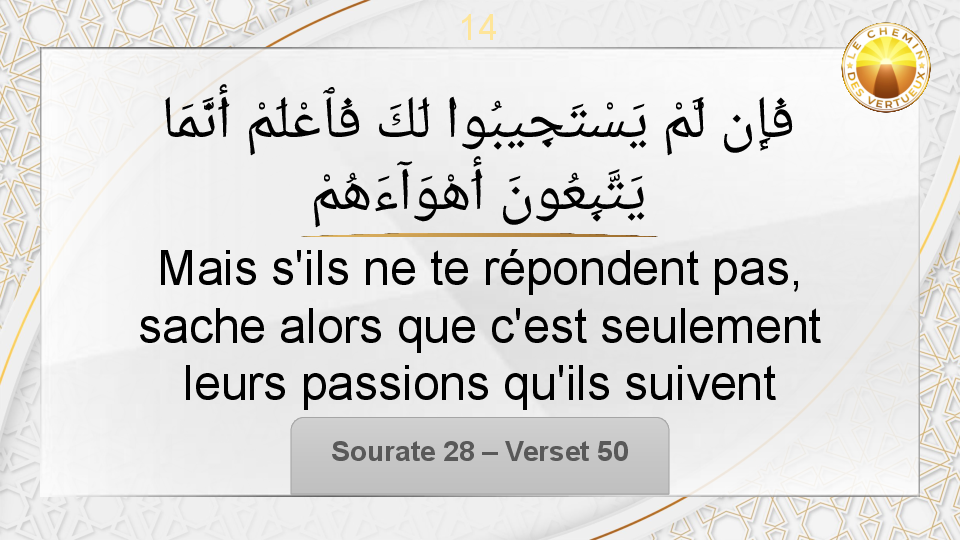 14
LE CHEMIN
DES VERTUEUX
فَإِن لَّمْ يَسْتَجِيبُوا۟ لَكَ فَٱعْلَمْ أَنَّمَا
يَتَّبِعُونَ أَهْوَآءَهُمْ
Mais s'ils ne te répondent pas,
sache alors que c'est seulement
leurs passions qu'ils suivent
Sourate 28 – Verset 50